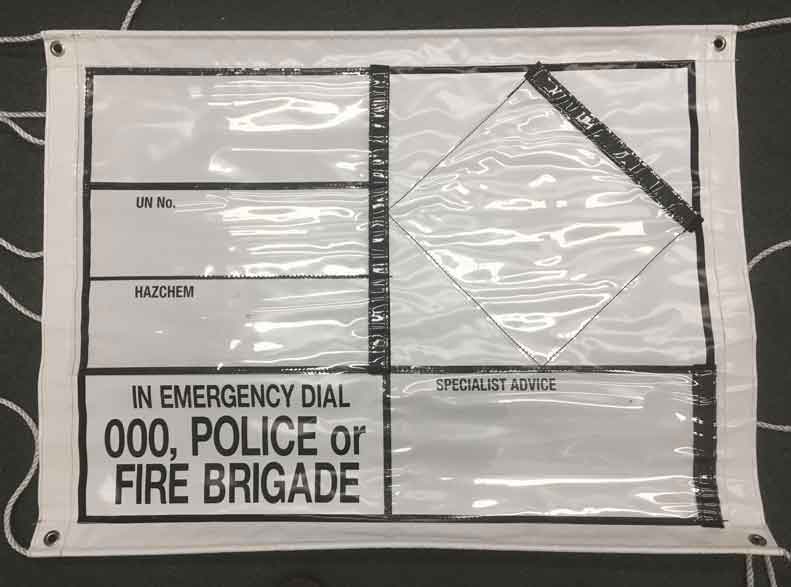 UN No.
HAZCHEM
IN EMERGENCY DIAL
000, POLICE or
FIRE BRIGADE
SPECIALIST ADVICE